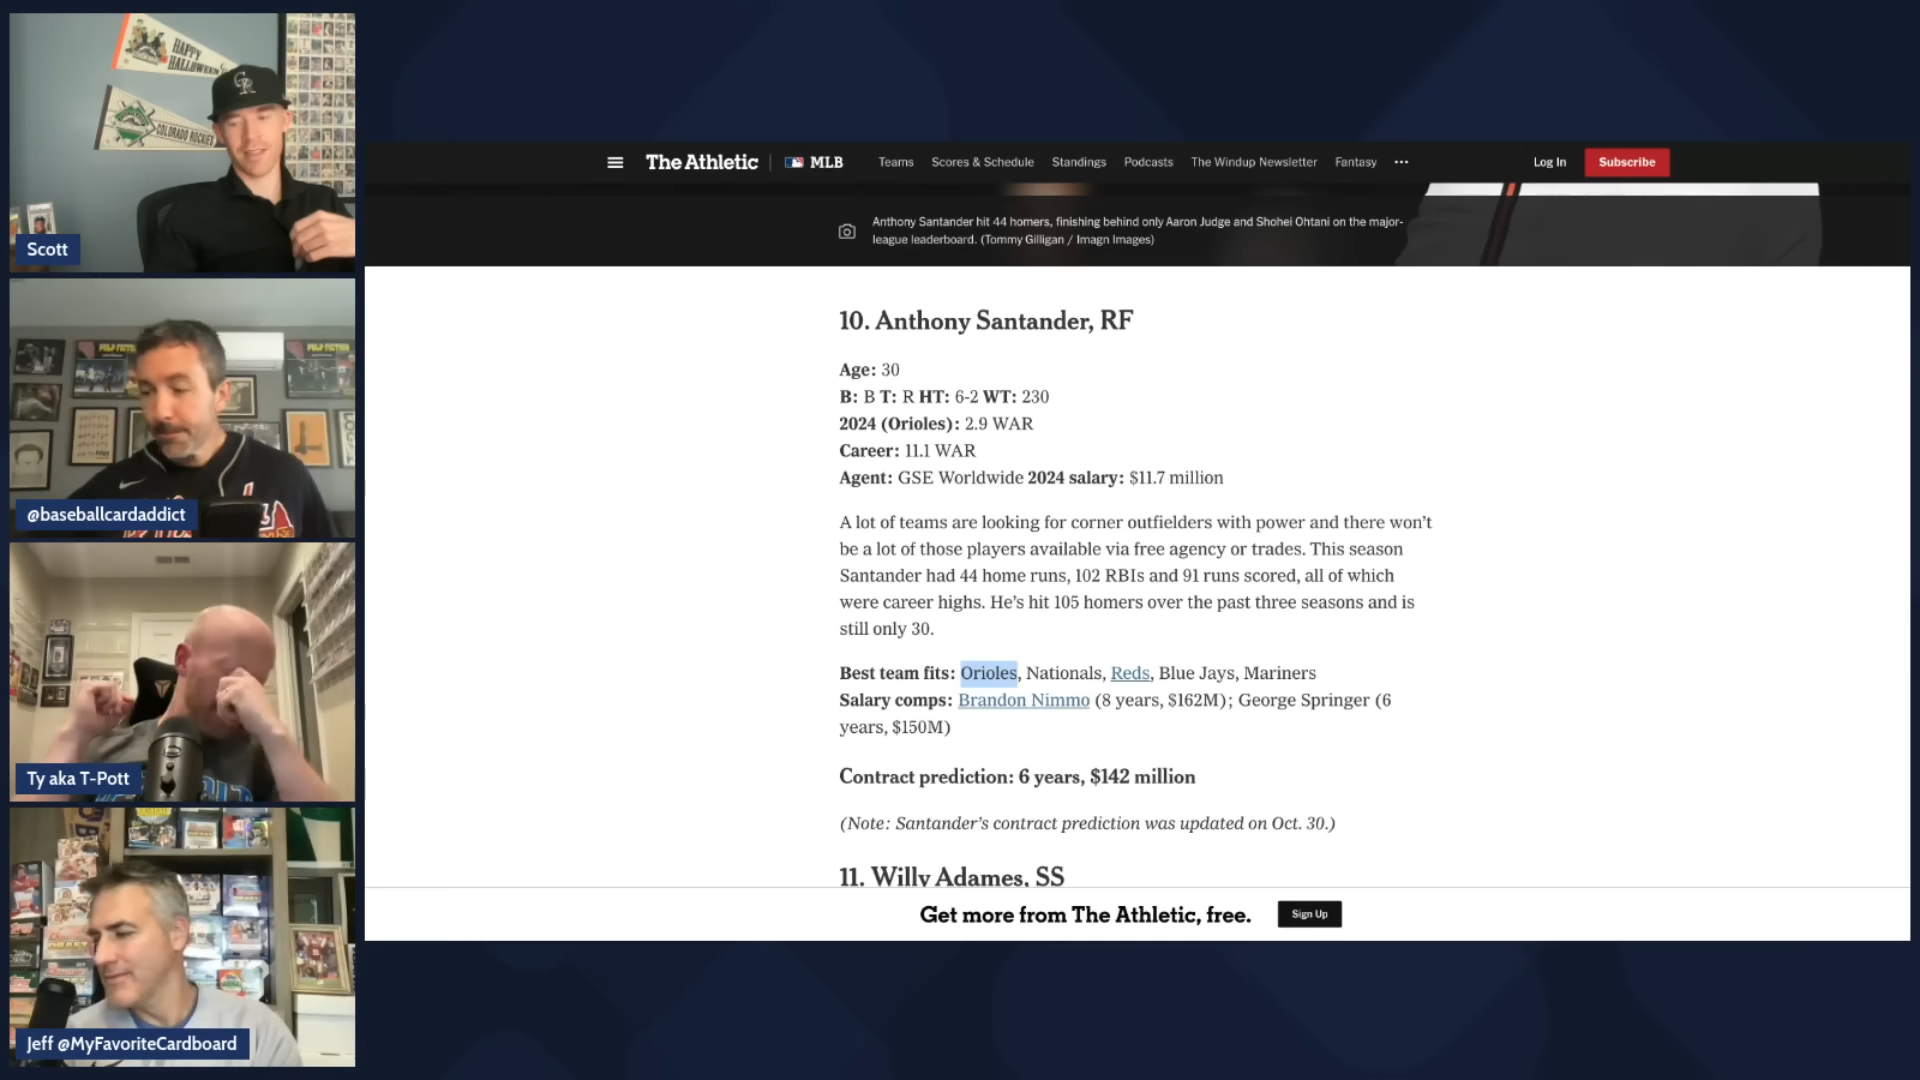 HAPPY
HALLOWEEN
COLORADO ROCKIES
CR
Scott
PULP FICTION
@baseballcardaddict
Ty aka T-Pott
Jeff @MyFavoriteCardboard
The Athletic
MLB
Teams
Scores & Schedule
Standings
Podcasts
The Windup Newsletter
Fantasy
Log In
Subscribe
Anthony Santander hit 44 homers, finishing behind only Aaron Judge and Shohei Ohtani on the major-
league leaderboard. (Tommy Gilligan / Imagn Images)
10. Anthony Santander, RF
Age: 30
B: B T: R HT: 6-2 WT: 230
2024 (Orioles): 2.9 WAR
Career: 11.1 WAR
Agent: GSE Worldwide 2024 salary: $11.7 million
A lot of teams are looking for corner outfielders with power and there won’t
be a lot of those players available via free agency or trades. This season
Santander had 44 home runs, 102 RBIs and 91 runs scored, all of which
were career highs. He’s hit 105 homers over the past three seasons and is
still only 30.
Best team fits: Orioles, Nationals, Reds, Blue Jays, Mariners
Salary comps: Brandon Nimmo (8 years, $162M); George Springer (6
years, $150M)
Contract prediction: 6 years, $142 million
(Note: Santander’s contract prediction was updated on Oct. 30.)
11. Willy Adames, SS
Get more from The Athletic, free.
Sign Up